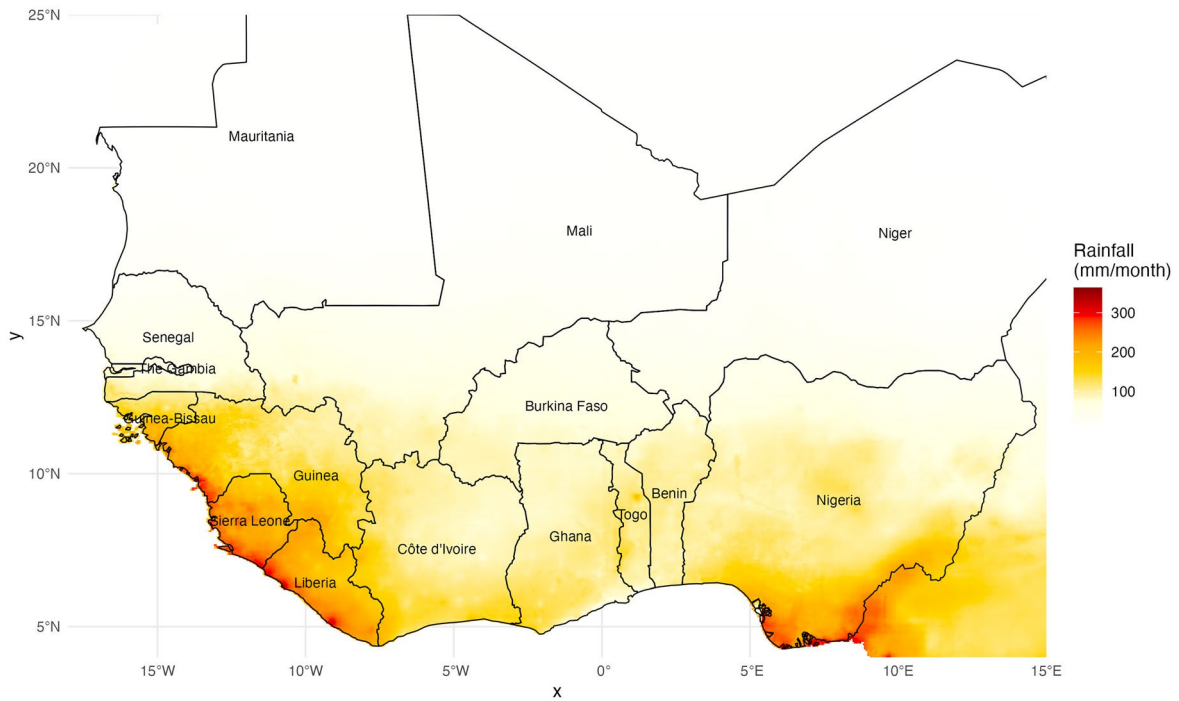 25°N
20°N
15°N
10°N
5°N
y
Mauritania
Mali
Niger
Senegal
The Gambia
Guinea-Bissau
Burkina Faso
Guinea
Benin
Nigeria
Sierra Leone
Togo
Ghana
Côte d'Ivoire
Liberia
15°W
10°W
5°W
0°
5°E
10°E
15°E
x
Rainfall
(mm/month)
300
200
100